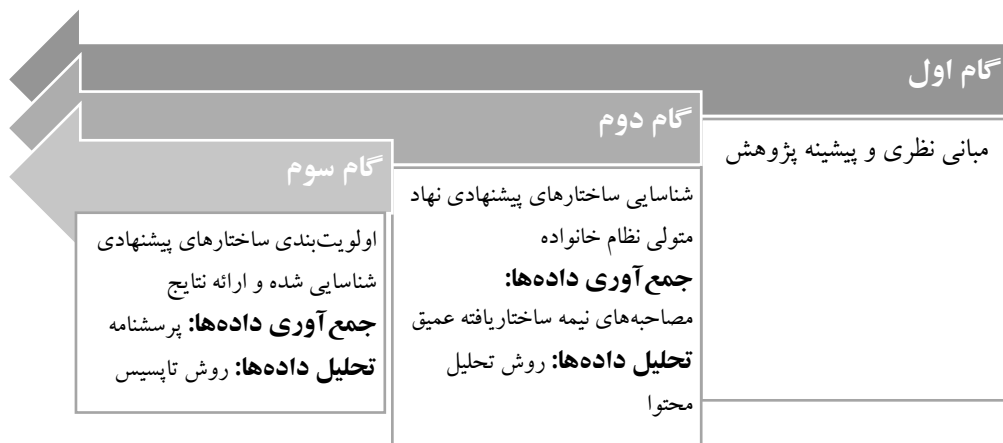 گام اول
مبانی نظری و پیشینه پژوهش
گام دوم
شناسایی ساختارهای پیشنهادی نهاد
متولی نظام خانواده
جمع‌آوری داده‌ها:
مصاحبه‌های نیمه ساختاریافته عمیق
تحلیل داده‌ها: روش تحلیل
محتوا
گام سوم
اولویت‌بندی ساختارهای پیشنهادی
شناسایی شده و ارائه نتایج
جمع‌آوری داده‌ها: پرسشنامه
تحلیل داده‌ها: روش تاپسیس